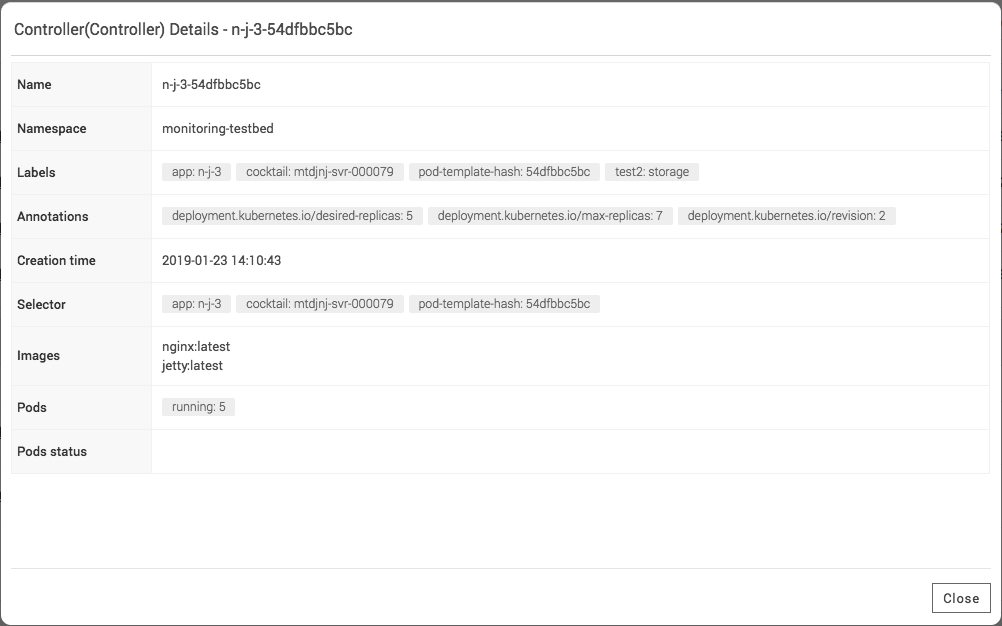 Controller(Controller) Details - n-j-3-54dfbbc5bc
Name n-j-3-54dfbbc5bc
Namespace monitoring-testbed
Labels app: n-j-3 cocktail: mtdjnj-svr-000079 pod-template-hash: 54dfbbc5bc test2: storage
Annotations deployment.kubernetes.io/desired-replicas: 5 deployment.kubernetes.io/max-replicas: 7 deployment.kubernetes.io/revision: 2
Creation time 2019-01-23 14:10:43
Selector app: n-j-3 cocktail: mtdjnj-svr-000079 pod-template-hash: 54dfbbc5bc
Images nginx:latest
jetty:latest
Pods running: 5
Pods status
Close